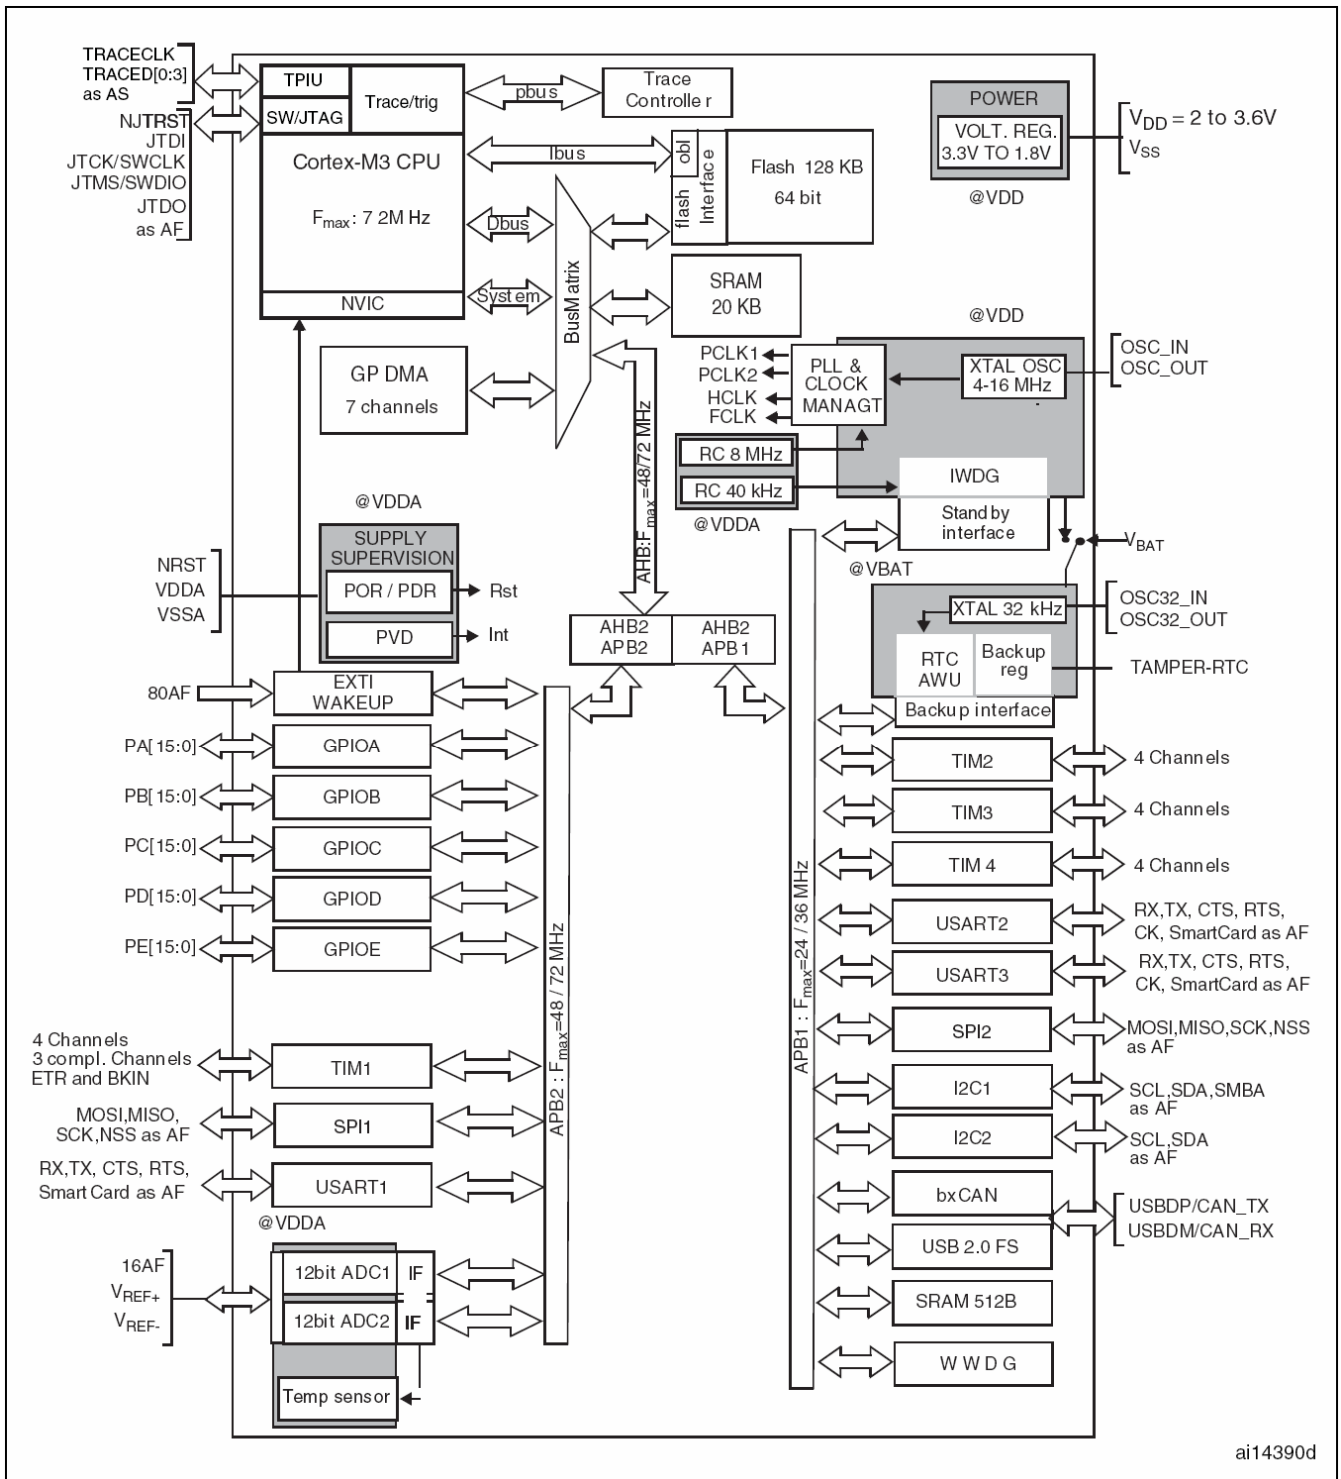 TRACECLK
TRACED[0:3]
as AS
NJTRST
JTDI
JTCK/SWCLK
JTMS/SWDIO
JTDO
as AF
TPIU
SW/JTAG
Trace/trig
Cortex-M3 CPU
Fmax: 7 2M Hz
NVIC
pbus
Trace
Controller
Ibus
Dbus
System
BusMatrix
obl
flash
Interface
Flash 128 KB
64 bit
SRAM
20 KB
POWER
VOLT. REG.
3.3V TO 1.8V
@VDD
VDD = 2 to 3.6V
VSS
GP DMA
7 channels
AHB:Fmax=48/72 MHz
@VDD
PCLK1
PCLK2
HCLK
FCLK
PLL &
CLOCK
MANAGT
XTAL OSC
4-16 MHz
-
OSC_IN
OSC_OUT
RC 8 MHz
RC 40 kHz
@VDDA
IWDG
Standby
interface
VBAT
@VBAT
@VDDA
SUPPLY
SUPERVISION
POR / PDR
PVD
Rst
Int
NRST
VDDA
VSSA
AHB2
APB2
AHB2
APB1
XTAL 32 kHz
OSC32_IN
OSC32_OUT
RTC
AWU
Backup
reg
TAMPER-RTC
Backup interface
80AF
EXTI
WAKEUP
PA[15:0]
GPIOA
PB[15:0]
GPIOB
PC[15:0]
GPIOC
PD[15:0]
GPIOD
PE[15:0]
GPIOE
4 Channels
3 compl. Channels
ETR and BKIN
TIM1
MOSI,MISO,
SCK,NSS as AF
SPI1
RX,TX, CTS, RTS,
SmartCard as AF
USART1
@VDDA
16AF
VREF+
VREF-
12bit ADC1
IF
12bit ADC2
IF
Temp sensor
APB2 : Fmax=48 / 72 MHz
APB1 : Fmax=24 / 36 MHz
TIM2
4 Channels
TIM3
4 Channels
TIM 4
4 Channels
USART2
RX,TX, CTS, RTS,
CK, SmartCard as AF
USART3
RX,TX, CTS, RTS,
CK, SmartCard as AF
SPI2
MOSI,MISO,SCK,NSS
as AF
I2C1
SCL,SDA,SMBA
as AF
I2C2
SCL,SDA
as AF
bxCAN
USBDP/CAN_TX
USBDM/CAN_RX
USB 2.0 FS
SRAM 512B
W W D G
ai14390d